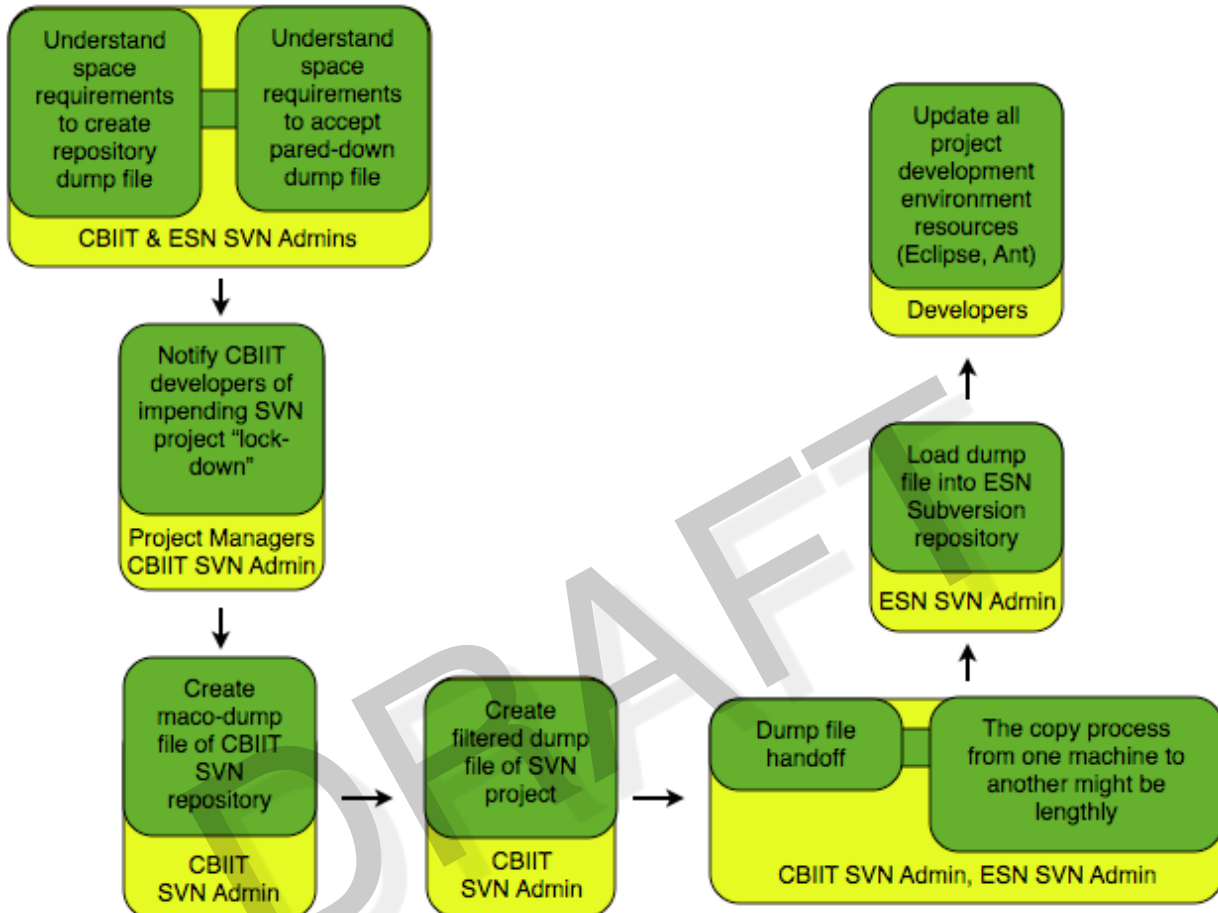 Understand
space
requirements
to create
repository
dump file
Understand
space
requirements
to accept
pared-down
dump file
CBIIT & ESN SVN Admins
Notify CBIIT
developers of
impending SVN
project “lock-
down”
Project Managers
CBIIT SVN Admin
Create
maco-dump
file of CBIIT
SVN
repository
CBIIT
SVN Admin
Create
filtered dump
file of SVN
project
CBIIT
SVN Admin
Dump file
handoff
The copy process
from one machine to
another might be
lengthly
CBIIT SVN Admin, ESN SVN Admin
Load dump
file into ESN
Subversion
repository
ESN SVN Admin
Update all
project
development
environment
resources
(Eclipse, Ant)
Developers
DRAFT